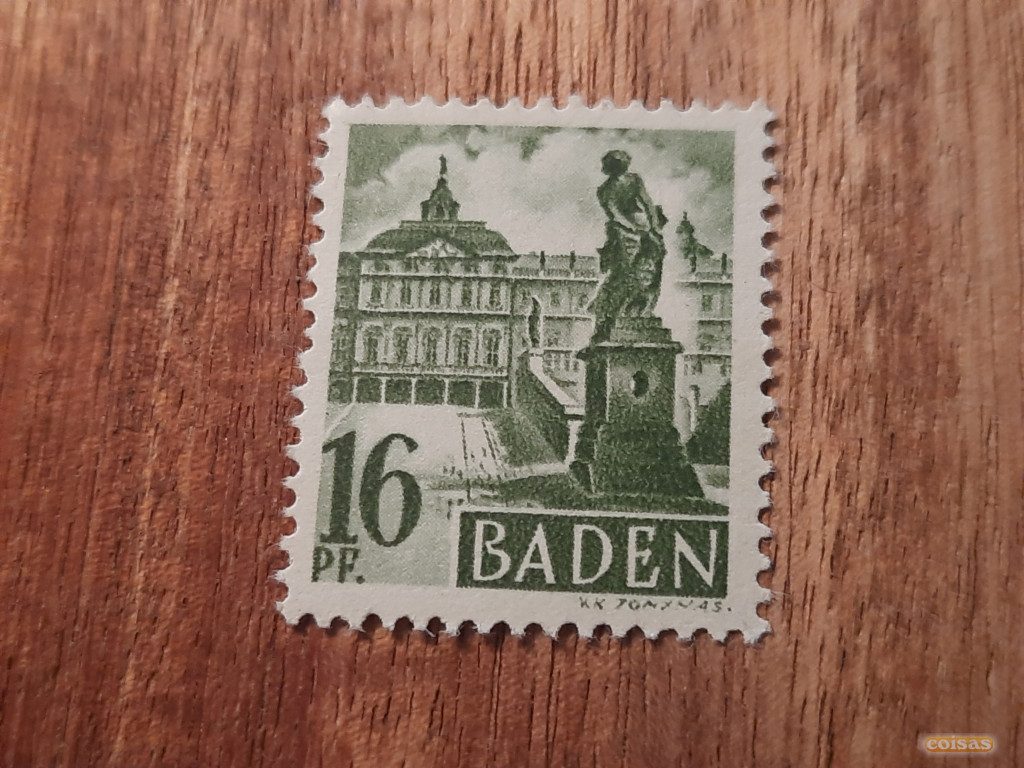 16
PF.
BADEN
coisas